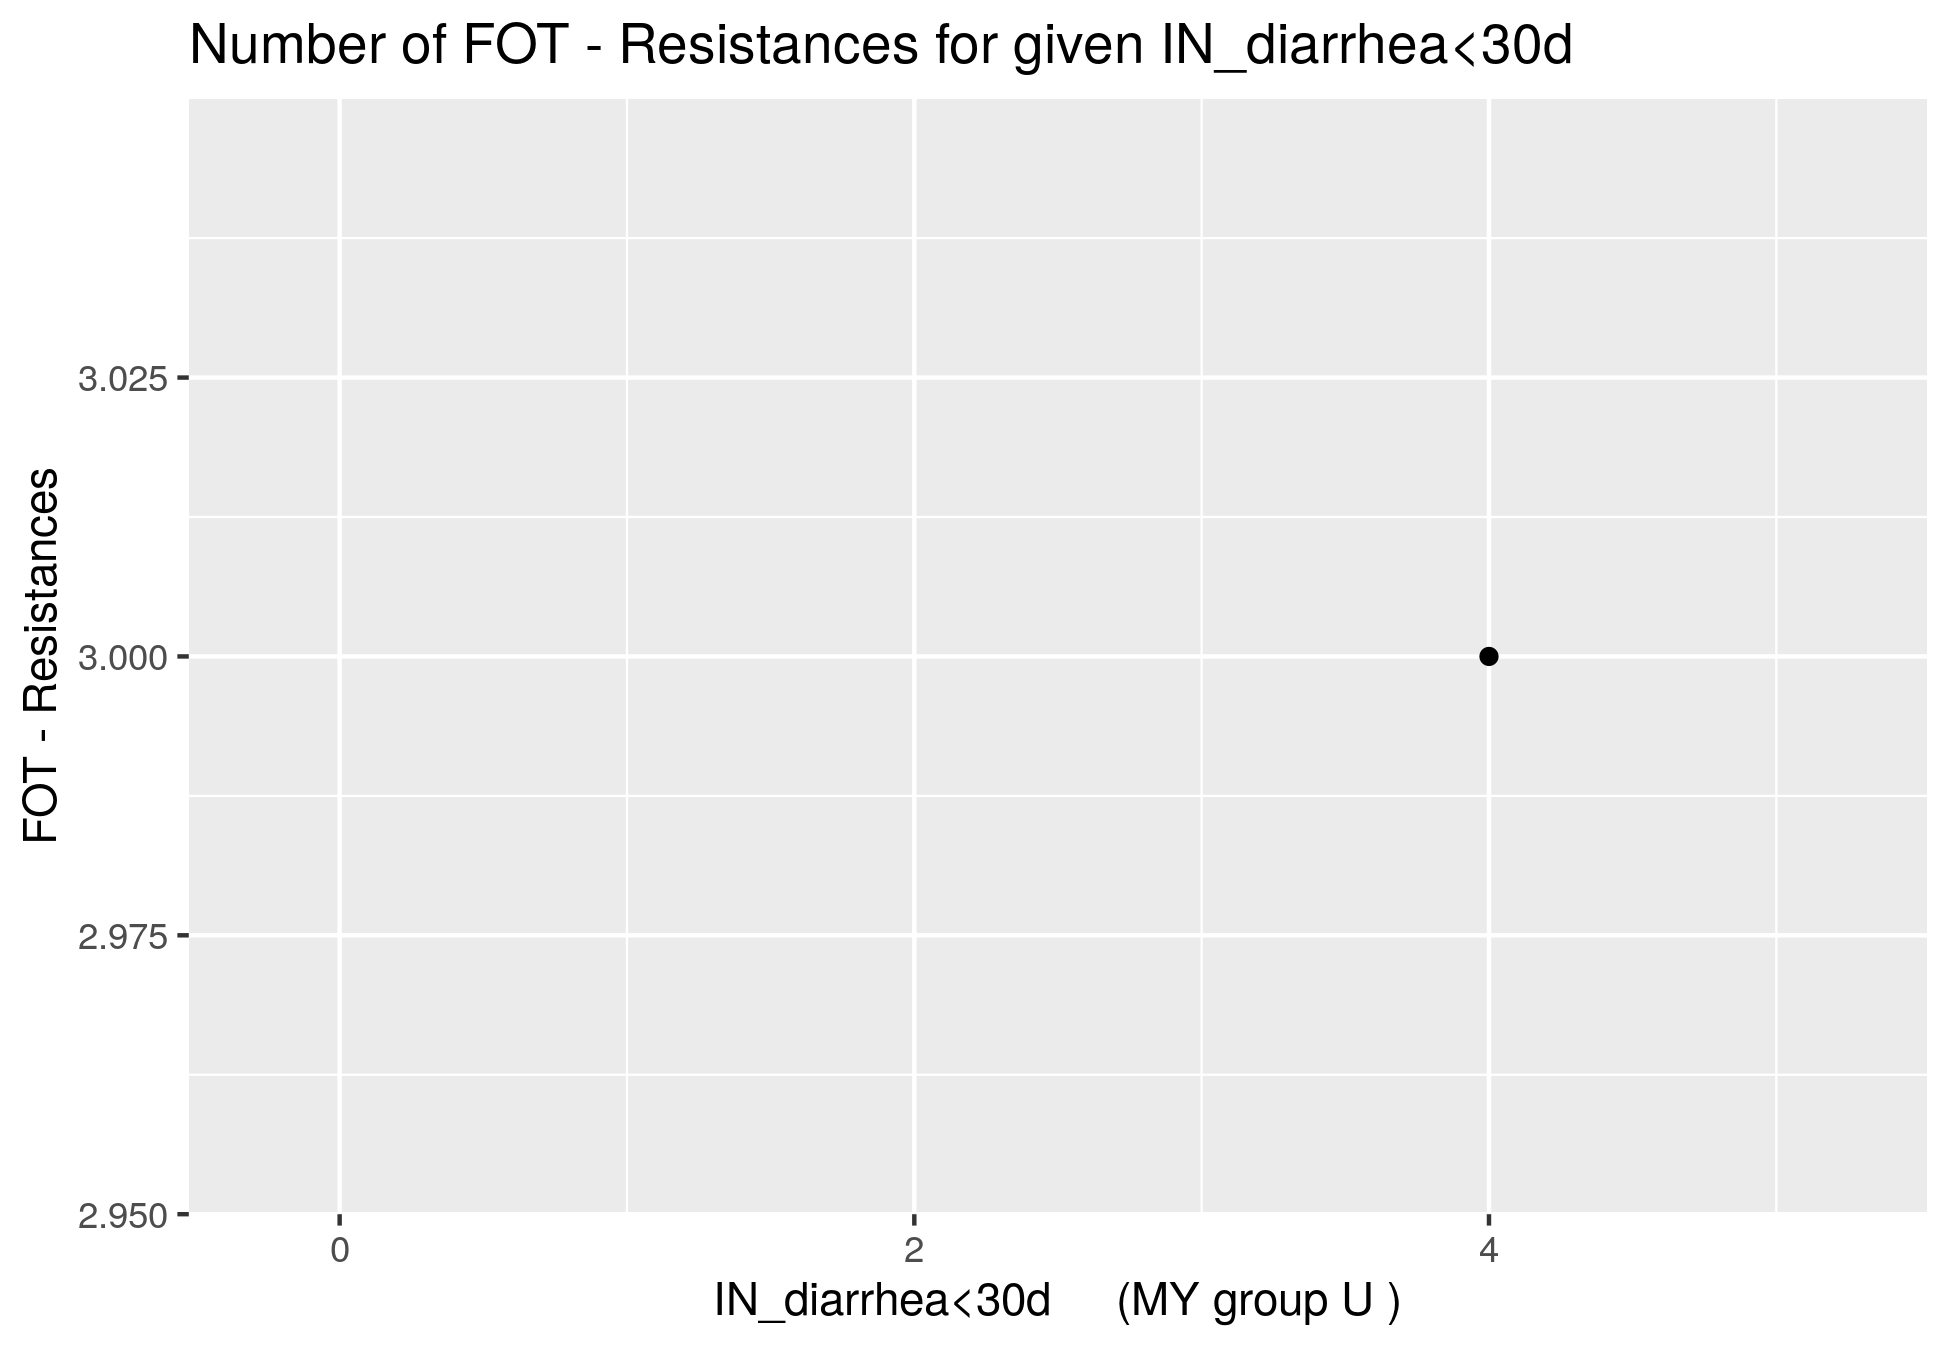 Number of FOT - Resistances for given IN_diarrhea<30d
FOT - Resistances
3.025
3.000
2.975
2.950
0 2 4
IN_diarrhea<30d (MY group U )